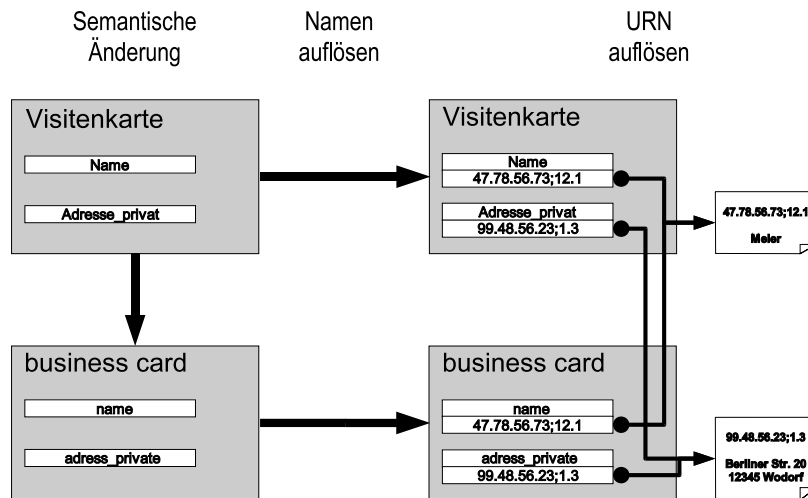 Semantische
Änderung
Namen
auflösen
URN
auflösen
Visitenkarte
Name
Adresse_privat
Visitenkarte
Name
47.78.56.73;12.1
Adresse_privat
99.48.56.23;1.3
47.78.56.73;12.1
Meier
business card
name
adress_private
business card
name
47.78.56.73;12.1
adress_private
99.48.56.23;1.3
99.48.56.23;1.3
Berliner Str. 20
12345 Wodorf